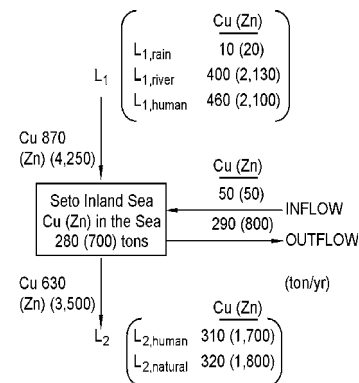 Cu (Zn)
L1,rain 10 (20)
L1,river 400 (2,130)
L1,human 460 (2,100)
L1
Cu 870
(Zn) (4,250)
Seto Inland Sea
Cu (Zn) in the Sea
280 (700) tons
Cu (Zn)
50 (50)
INFLOW
290 (800)
OUTFLOW
(ton/yr)
Cu 630
(Zn) (3,500)
L2
Cu (Zn)
L2,human 310 (1,700)
L2,natural 320 (1,800)